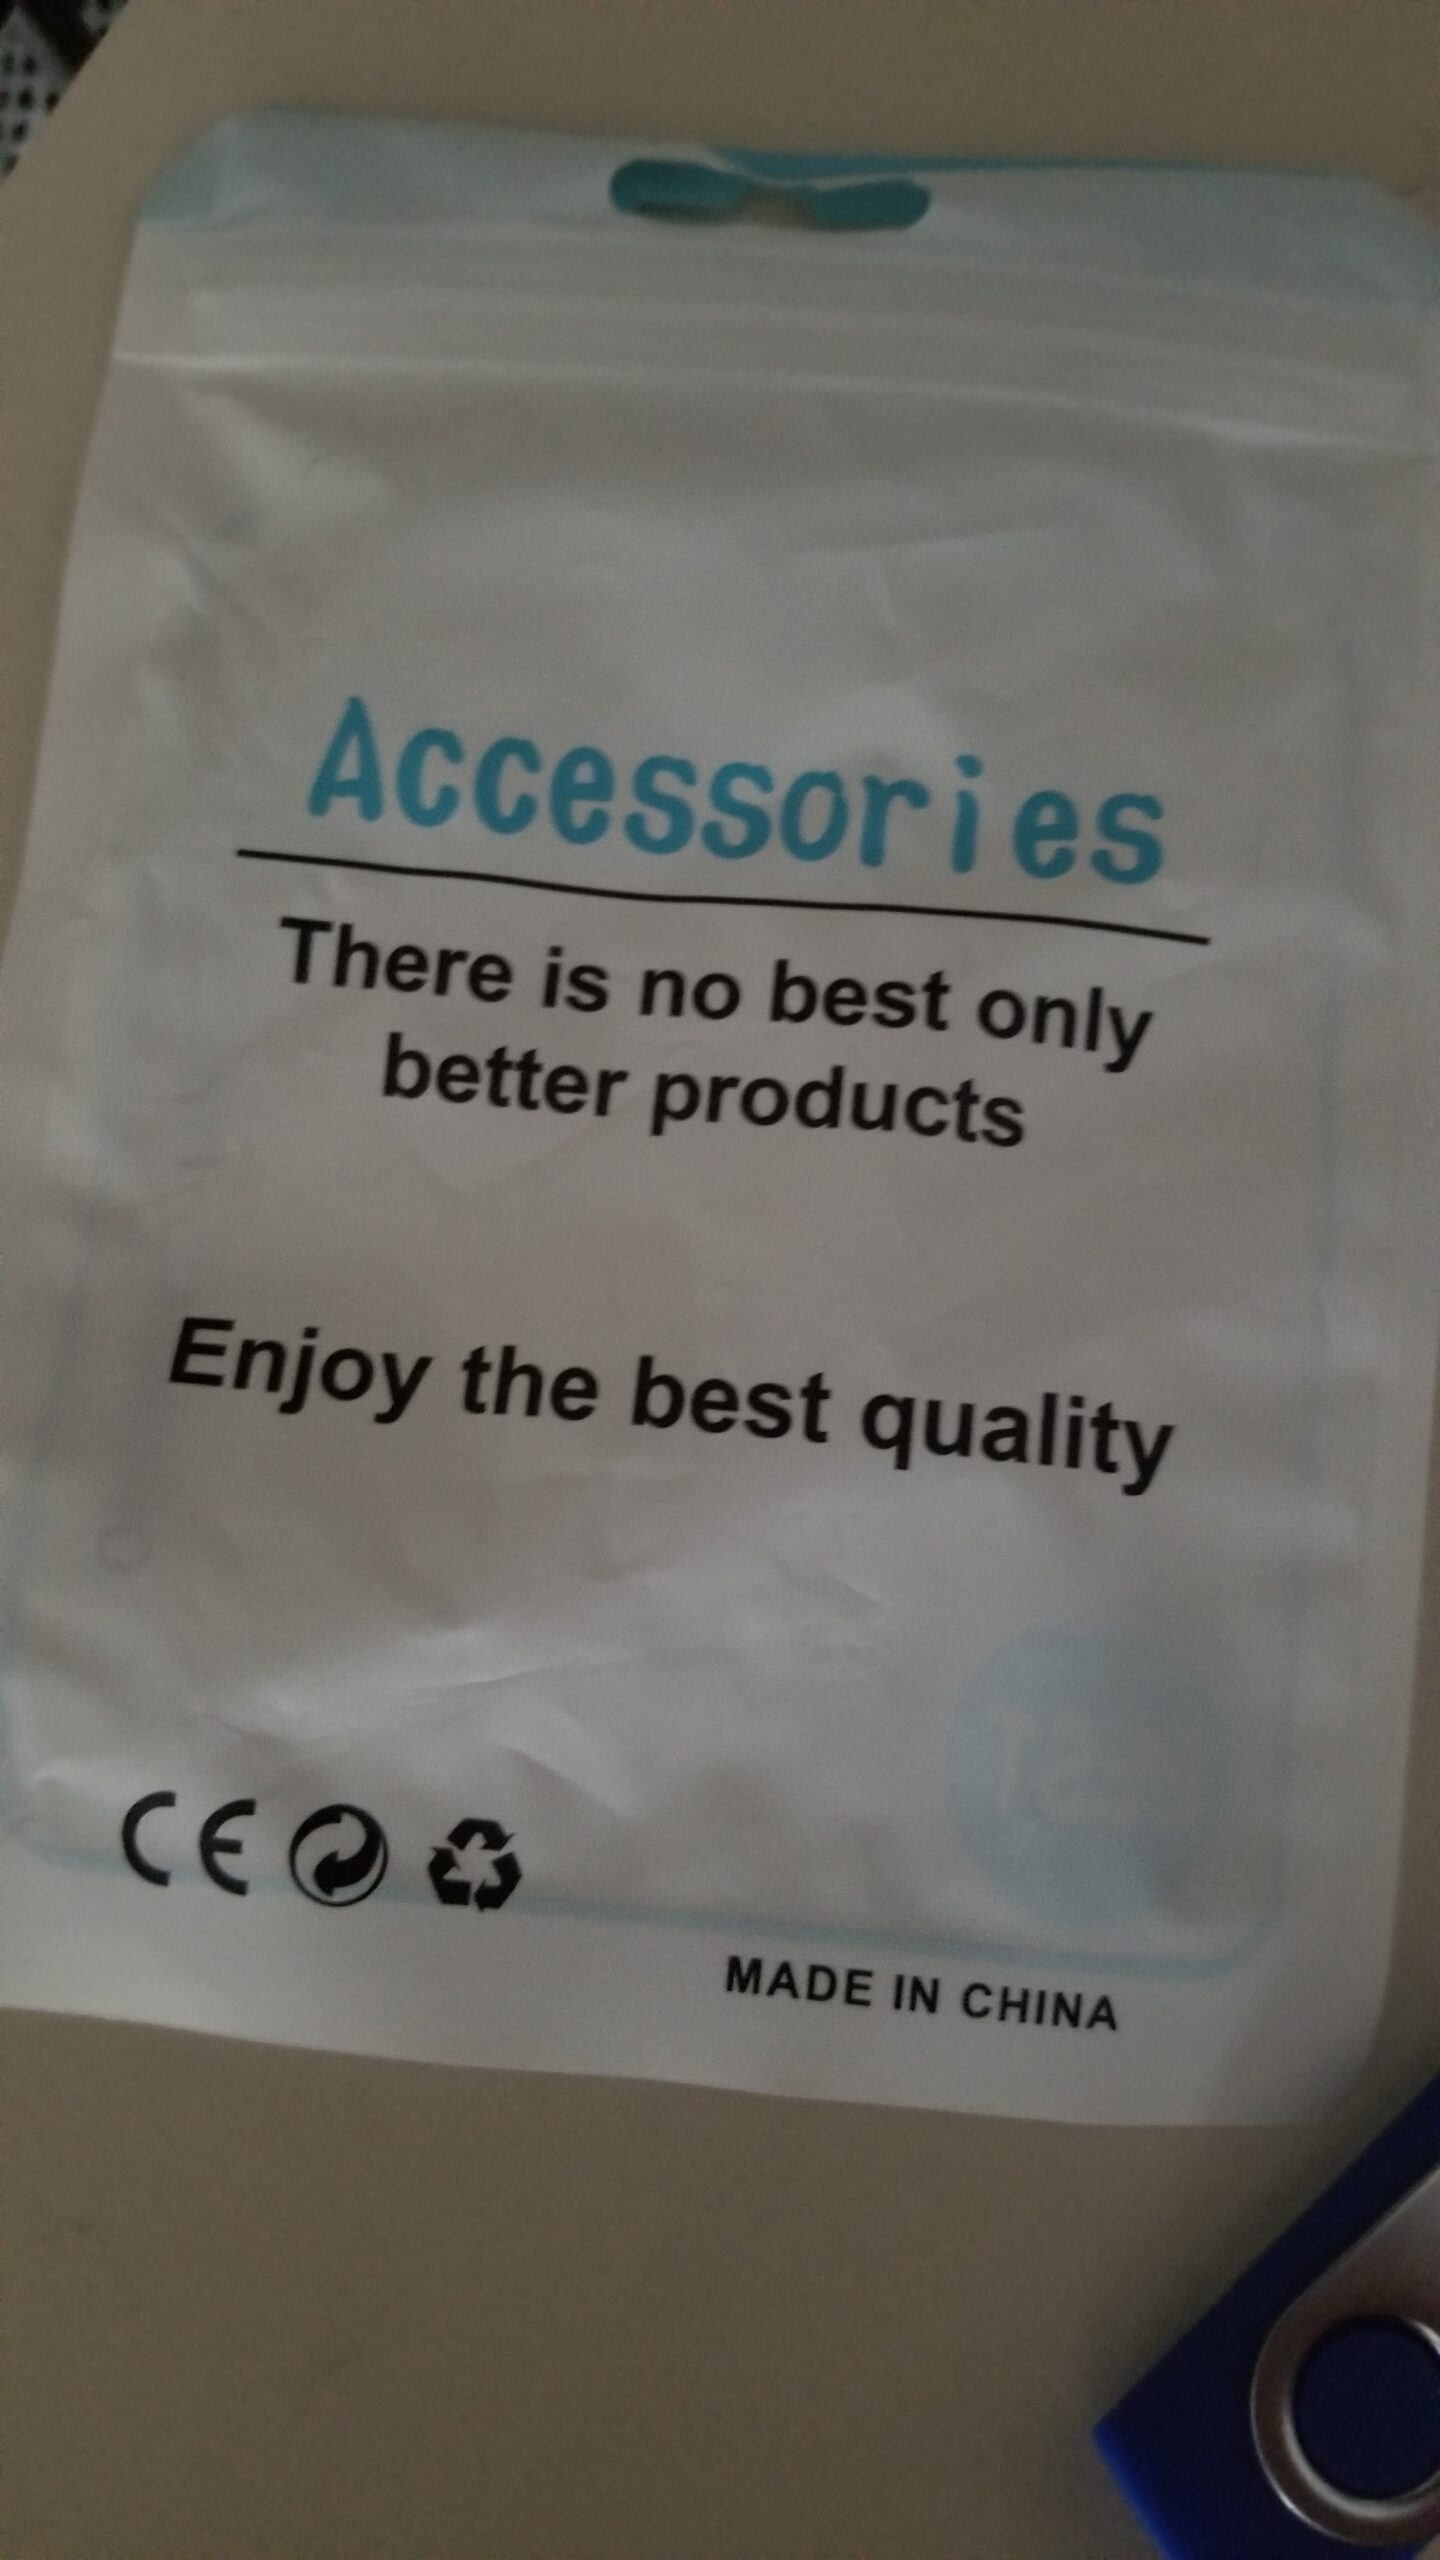 Accessories
There is no best only
better products
Enjoy the best quality
CE
MADE IN CHINA